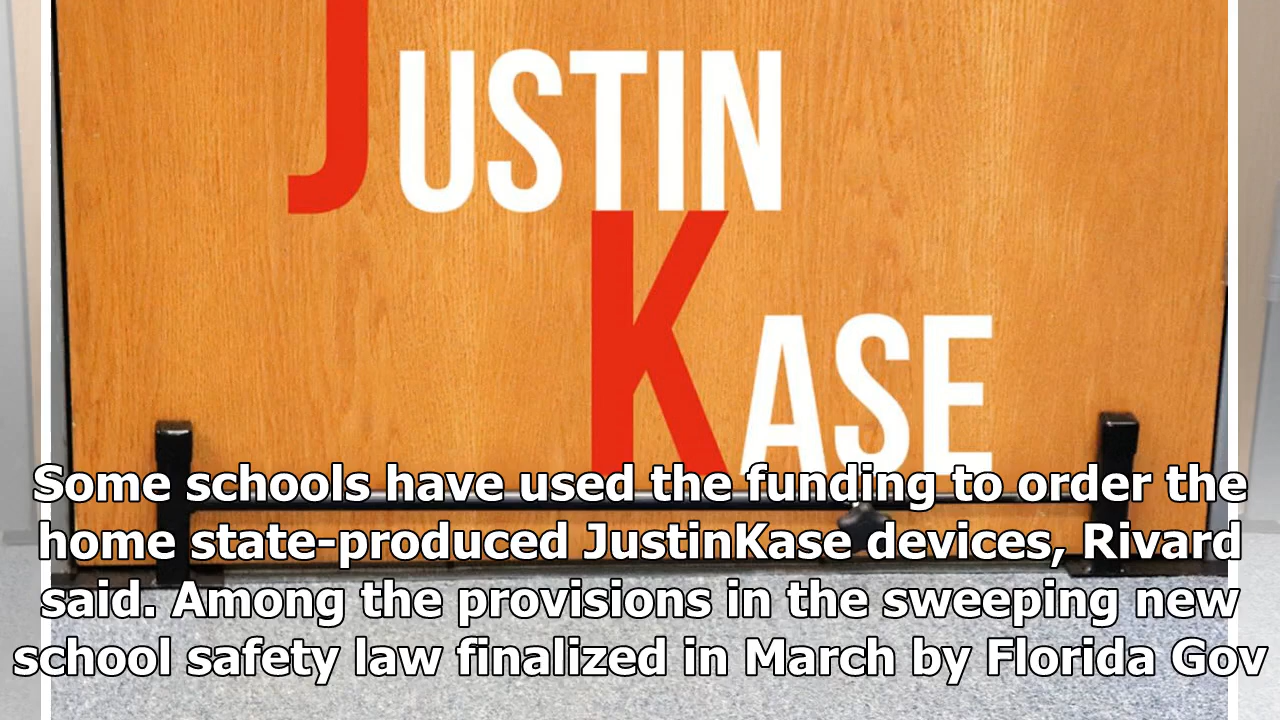 JUSTIN
KASE
Some schools have used the funding to order the
home state-produced JustinKase devices, Rivard
said. Among the provisions in the sweeping new
school safety law finalized in March by Florida Gov